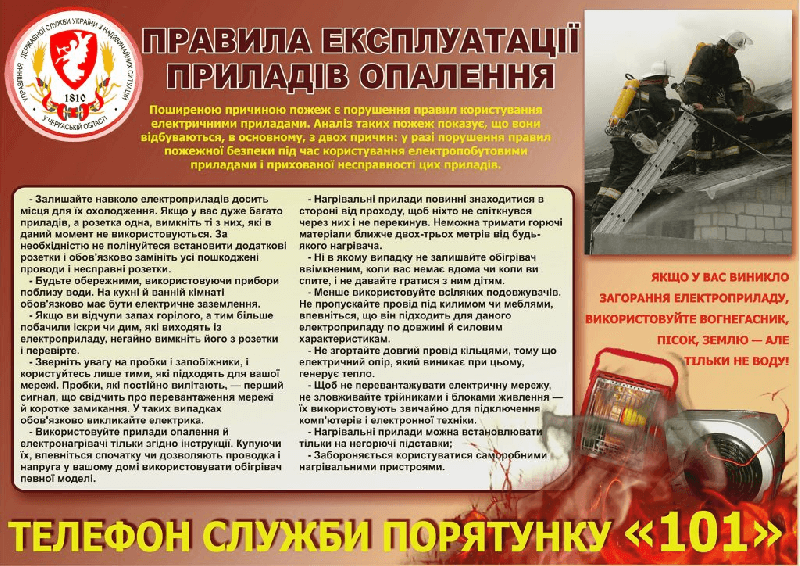 УПРАВЛІННЯ ДЕРЖАВНОЇ СЛУЖБИ УКРАЇНИ З НАДЗВИЧАЙНИХ СИТУАЦІЙ
У ЧЕРКАСЬКІЙ ОБЛАСТІ
1810
ПРАВИЛА ЕКСПЛУАТАЦІЇ
ПРИЛАДІВ ОПАЛЕННЯ
Поширеною причиною пожеж є порушення правил користування
електричними приладами. Аналіз таких пожеж показує, що вони
відбуваються, в основному, з двох причин: у разі порушення правил
пожежної безпеки під час користування електропобутовими
приладами і прихованої несправності цих приладів.
- Залишайте навколо електроприладів досить
місця для їх охолодження. Якщо у вас дуже багато
приладів, а розетка одна, вимкніть ті з них, які в
даний момент не використовуються. За
необхідністю не полінуйтеся встановити додаткові
розетки і обов'язково замініть усі пошкоджені
проводи і несправні розетки.
- Будьте обережними, використовуючи прибори
поблизу води. На кухні й ванній кімнаті
обов'язково має бути електричне заземлення.
- Якщо ви відчули запах горілого, а тим більше
побачили іскри чи дим, які виходять із
електроприладу, негайно вимкніть його з розетки
і перевірте.
- Зверніть увагу на пробки і запобіжники, і
користуйтесь лише тими, які підходять для вашої
мережі. Пробки, які постійно вилітають, — перший
сигнал, що свідчить про перевантаження мережі
й коротке замикання. У таких випадках
обов'язково викликайте електрика.
- Використовуйте прилади опалення й
електронагрівачі тільки згідно інструкції. Купуючи
їх, впевніться спочатку чи дозволяють проводка і
напруга у вашому домі використовувати обігрівач
певної моделі.
- Нагрівальні прилади повинні знаходитися в
стороні від проходу, щоб ніхто не спіткнувся
через них і не перекинув. Неможна тримати горючі
матеріали ближче двох-трьох метрів від будь-
якого нагрівача.
- Ні в якому випадку не залишайте обігрівач
ввімкненим, коли вас немає вдома чи коли ви
спите, і не давайте гратися з ним дітям.
- Менше використовуйте всіляких подовжувачів.
Не пропускайте провід під килимом чи меблями,
впевніться, що він підходить для даного
електроприладу по довжині й силовим
характеристикам.
- Не згортайте довгий провід кільцями, тому що
електричний опір, який виникає при цьому,
генерує тепло.
- Щоб не перевантажувати електричну мережу,
не зловживайте трійниками і блоками живлення —
їх використовують звичайно для підключення
комп'ютерів і електронної техніки.
- Нагрівальні прилади можна встановлювати
тільки на негорючі підставки;
- Забороняється користуватися саморобними
нагрівальними пристроями.
ЯКЩО У ВАС ВИНИКЛО
ЗАГОРАННЯ ЕЛЕКТРОПРИЛАДУ,
ВИКОРИСТОВУЙТЕ ВОГНЕГАСНИК,
ПІСОК, ЗЕМЛЮ — АЛЕ
ТІЛЬКИ НЕ ВОДУ!
ТЕЛЕФОН СЛУЖБИ ПОРЯТУНКУ «101»